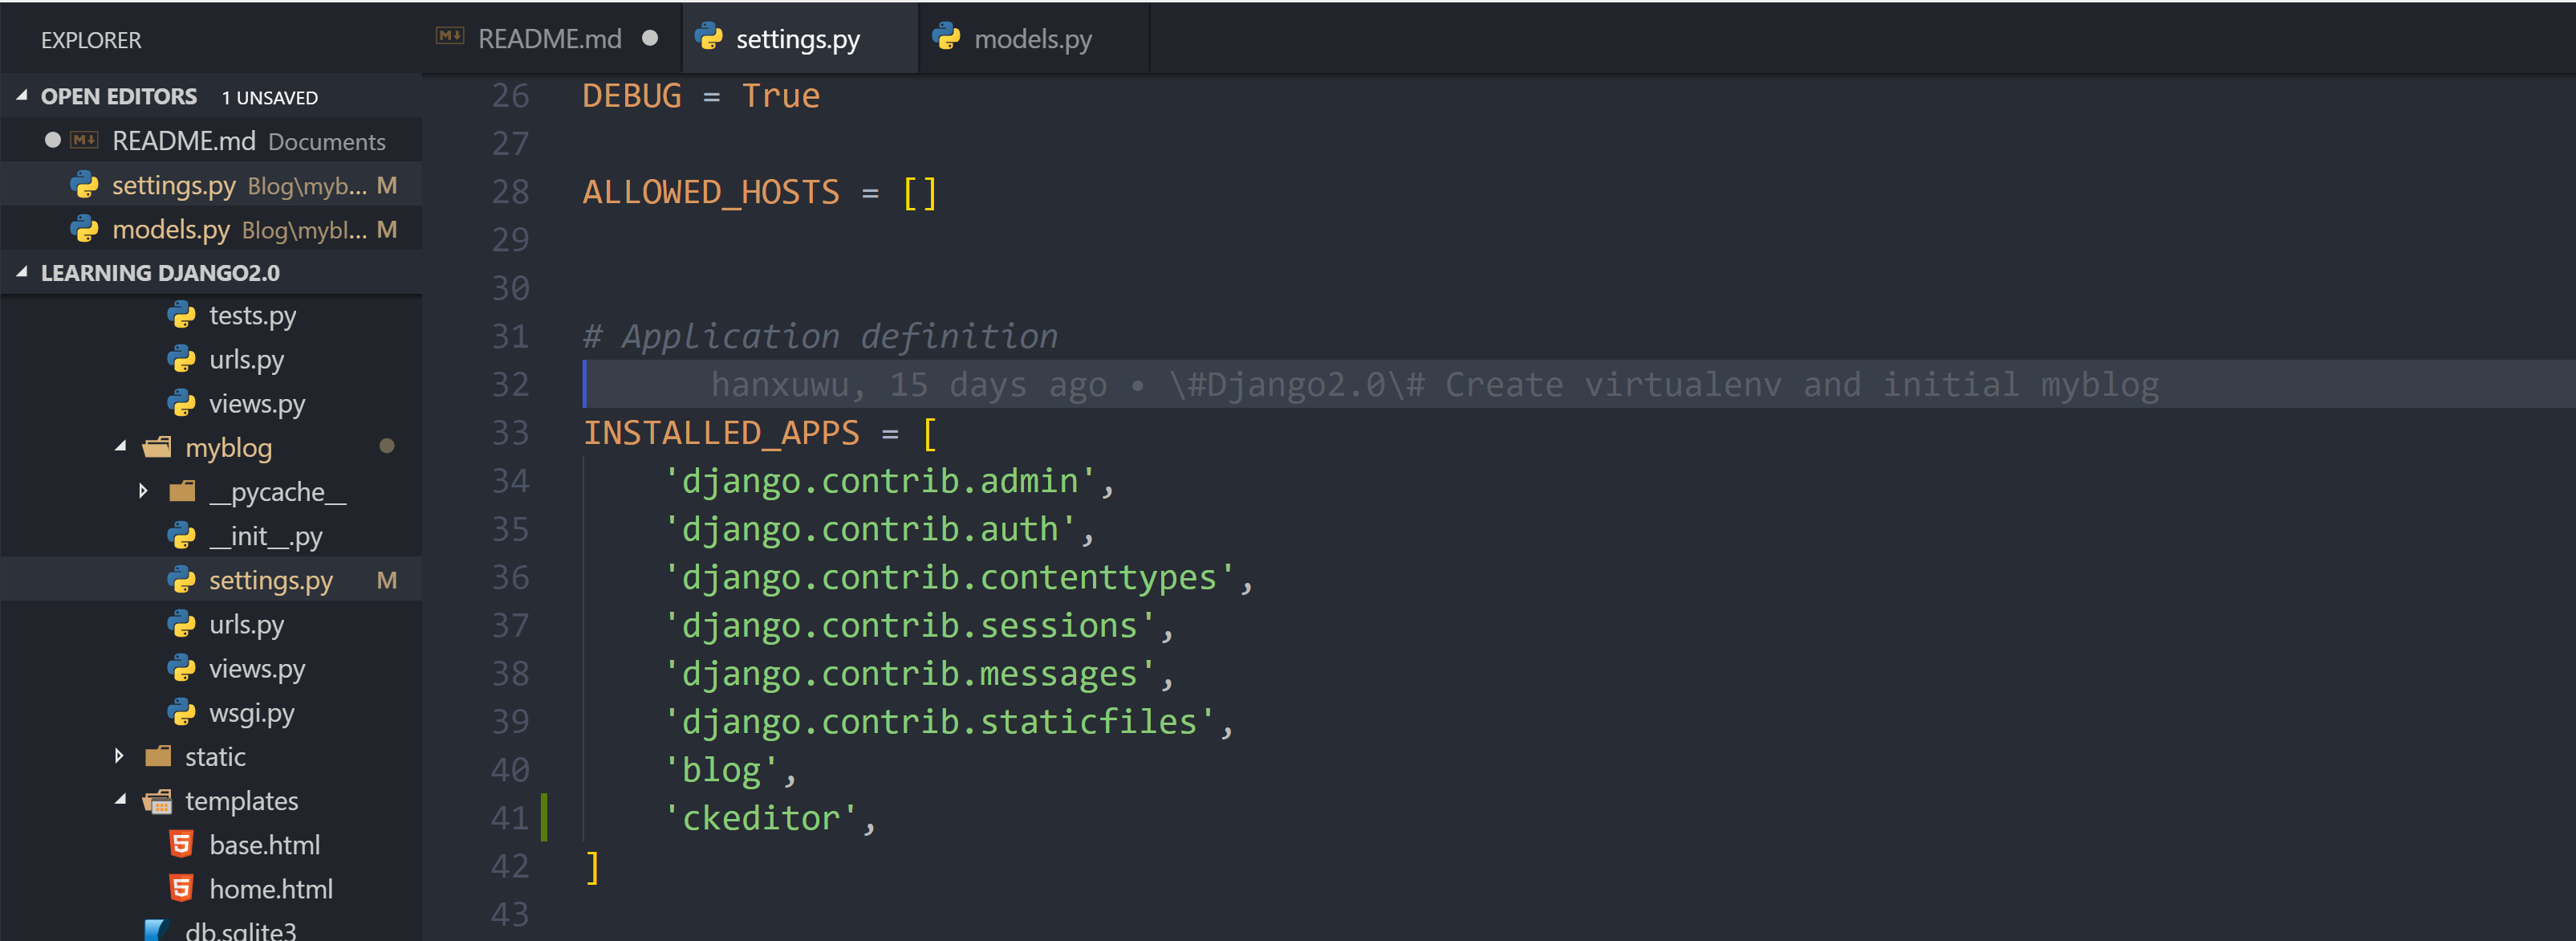 EXPLORER
OPEN EDITORS 1 UNSAVED
README.md Documents
settings.py Blog\myb... M
models.py Blog\mybl... M
LEARNING DJANGO2.0
tests.py
urls.py
views.py
myblog
__pycache__
__init__.py
settings.py M
urls.py
views.py
wsgi.py
static
templates
base.html
home.html
db.sqlite3
README.md
settings.py
models.py
26 DEBUG = True
27
28 ALLOWED_HOSTS = []
29
30
31 # Application definition
32 hanxuwu, 15 days ago • \#Django2.0\# Create virtualenv and initial myblog
33 INSTALLED_APPS = [
34 'django.contrib.admin',
35 'django.contrib.auth',
36 'django.contrib.contenttypes',
37 'django.contrib.sessions',
38 'django.contrib.messages',
39 'django.contrib.staticfiles',
40 'blog',
41 'ckeditor',
42 ]
43